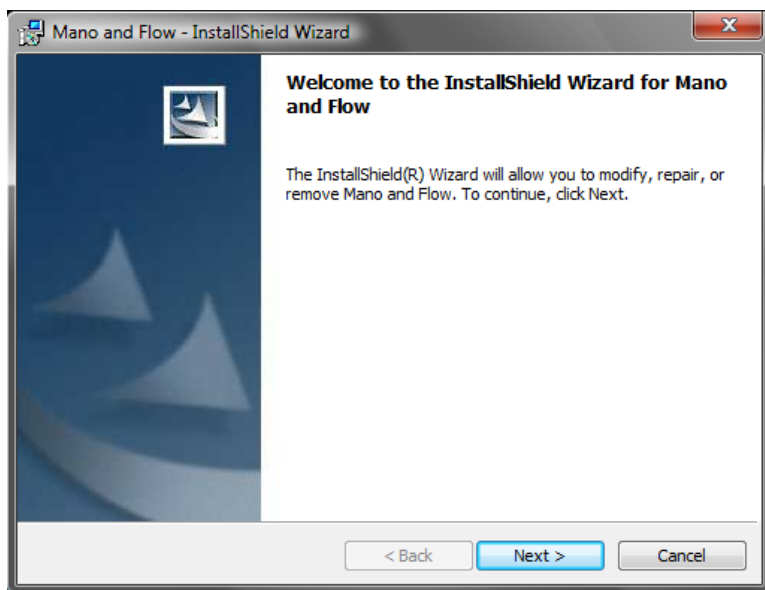 Mano and Flow - InstallShield Wizard
Welcome to the InstallShield Wizard for Mano
and Flow
The InstallShield(R) Wizard will allow you to modify, repair, or
remove Mano and Flow. To continue, click Next.
< Back
Next >
Cancel